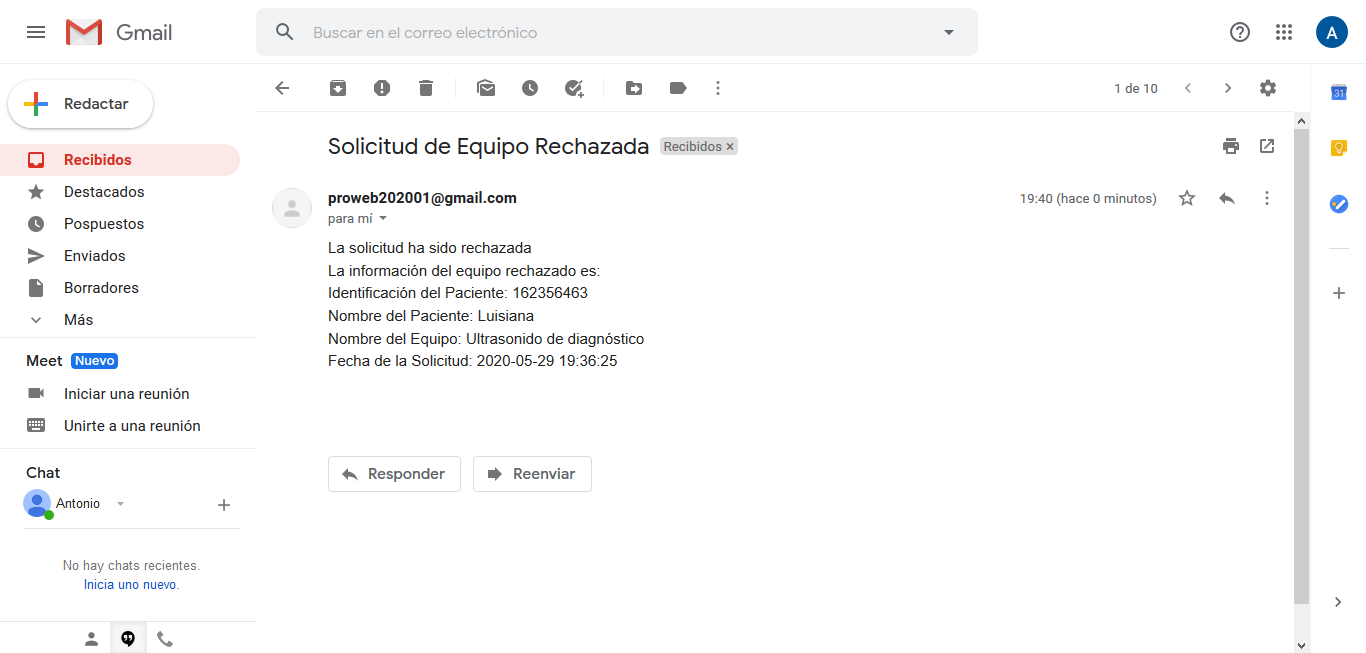 Gmail
Buscar en el correo electrónico
A
Redactar
1 de 10
31
Recibidos
Destacados
Pospuestos
Enviados
Borradores
Más
Meet Nuevo
Iniciar una reunión
Unirte a una reunión
Chat
Antonio
No hay chats recientes.
Inicia uno nuevo.
Solicitud de Equipo Rechazada Recibidos ×
proweb202001@gmail.com 19:40 (hace 0 minutos)
para mí
La solicitud ha sido rechazada
La información del equipo rechazado es:
Identificación del Paciente: 162356463
Nombre del Paciente: Luisiana
Nombre del Equipo: Ultrasonido de diagnóstico
Fecha de la Solicitud: 2020-05-29 19:36:25
Responder Reenviar